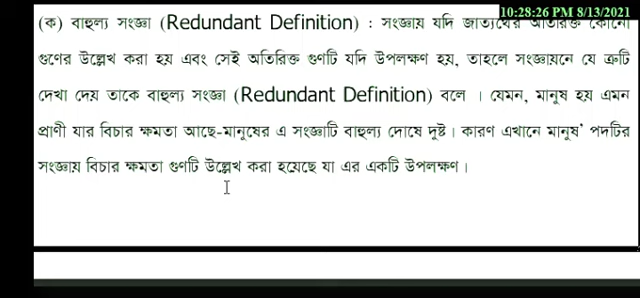 (ক) বাহুল্য সংজ্ঞা (Redundant Definition) : সংজ্ঞায় যদি জাত্যর্থের অতিরিক্ত কোনো
10:28:26 PM 8/13/2021
গুণের উল্লেখ করা হয় এবং সেই অতিরিক্ত গুণটি যদি উপলক্ষণ হয়, তাহলে সংজ্ঞায়নে যে ত্রুটি
দেখা দেয় তাকে বাহুল্য সংজ্ঞা (Redundant Definition) বলে । যেমন, মানুষ হয় এমন
প্রাণী যার বিচার ক্ষমতা আছে-মানুষের এ সংজ্ঞাটি বাহুল্য দোষে দুষ্ট। কারণ এখানে মানুষ’ পদটির
সংজ্ঞায় বিচার ক্ষমতা গুণটি উল্লেখ করা হয়েছে যা এর একটি উপলক্ষণ।